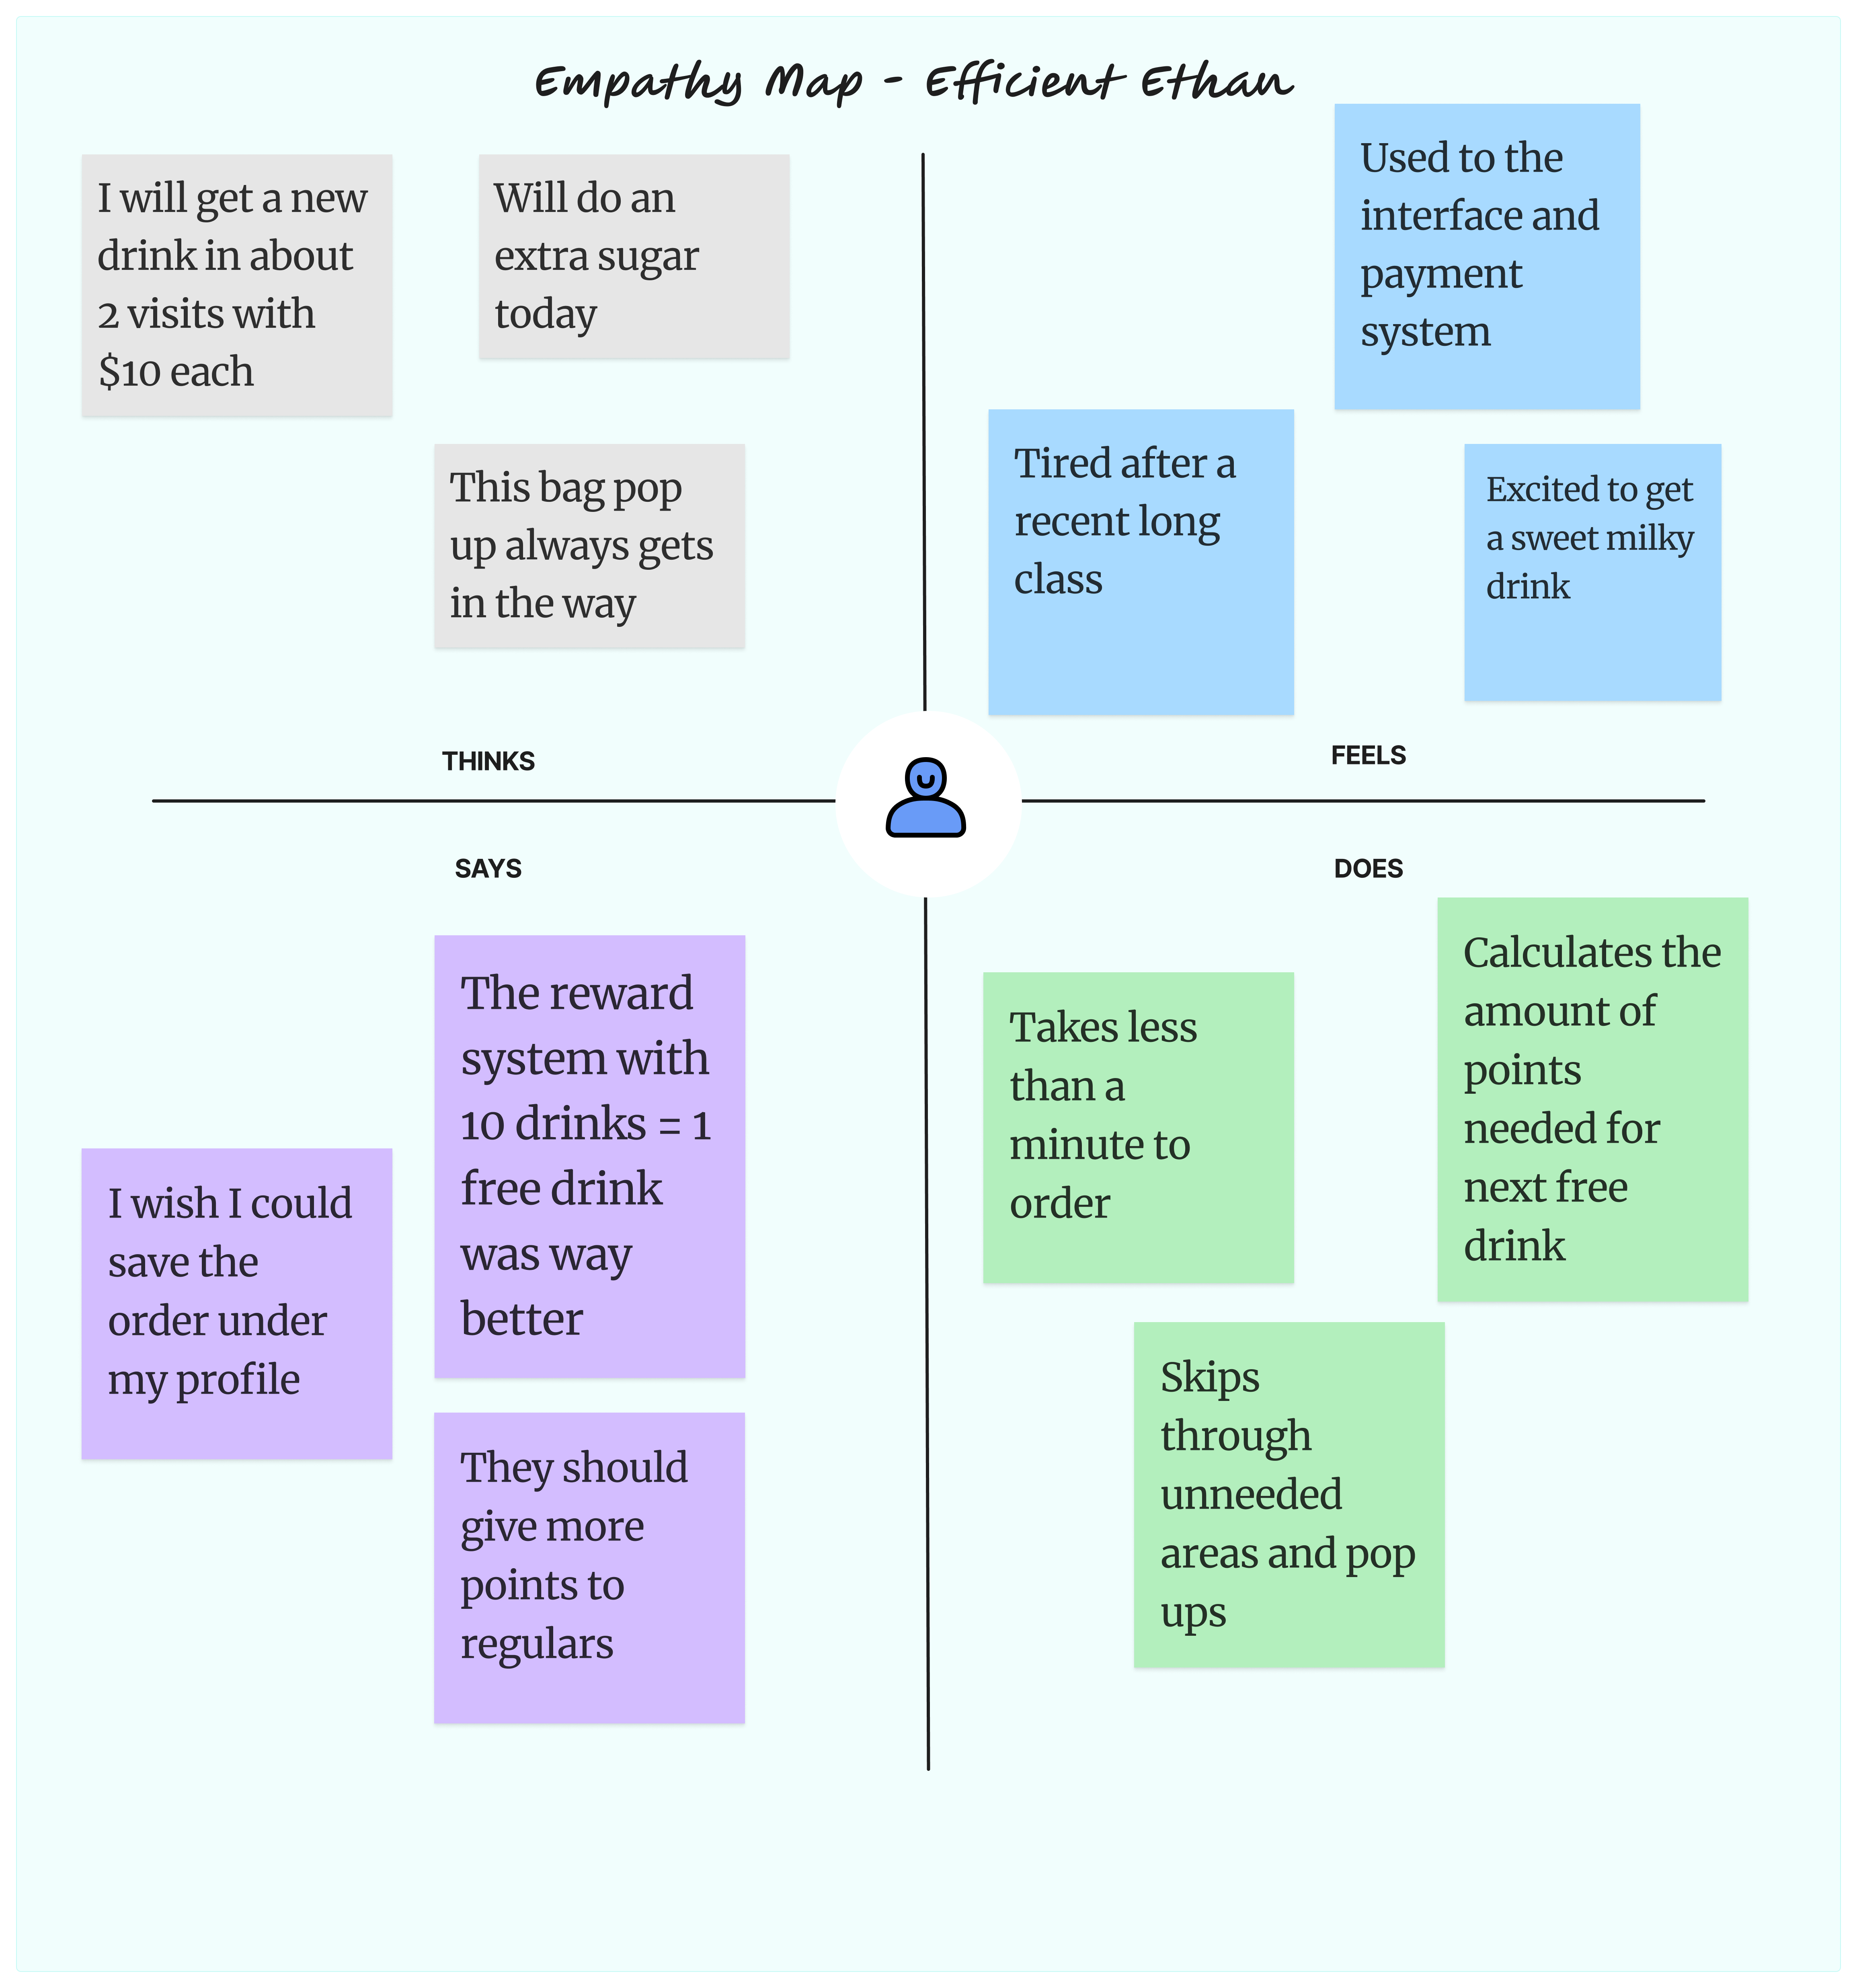 Empathy Map - Efficient Ethan
I will get a new
drink in about
2 visits with
$10 each
Will do an
extra sugar
today
This bag pop
up always gets
in the way
THINKS
Used to the
interface and
payment
system
Tired after a
recent long
class
Excited to get
a sweet milky
drink
FEELS
SAYS
The reward
system with
10 drinks = 1
free drink
was way
better
I wish I could
save the
order under
my profile
They should
give more
points to
regulars
DOES
Calculates the
amount of
points
needed for
next free
drink
Takes less
than a
minute to
order
Skips
through
unneeded
areas and pop
ups